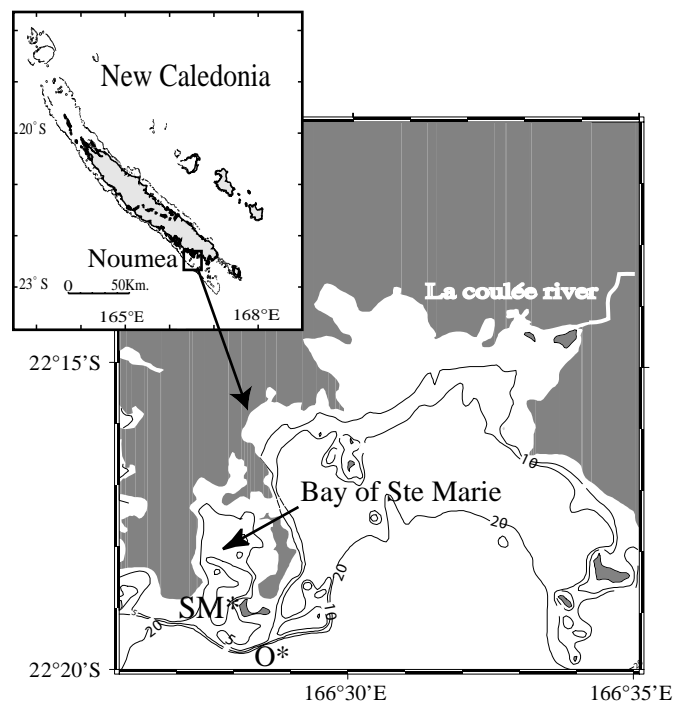 New Caledonia
20°S
Noumea
0 50Km.
23°S
165°E 168°E
La coulée river
22°15’S
10
Bay of Ste Marie
20
20
SM*
10
20
5
O*
22°20’S
166°30’E 166°35’E